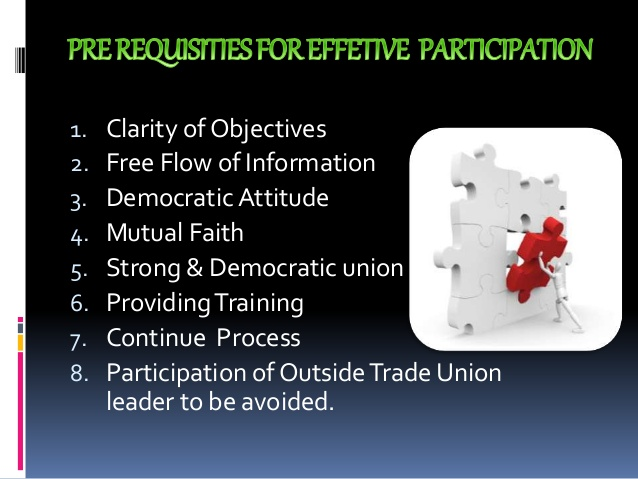 PRE REQUISITIES FOR EFFETIVE PARTICIPATION
1. Clarity of Objectives
2. Free Flow of Information
3. Democratic Attitude
4. Mutual Faith
5. Strong & Democratic union
6. Providing Training
7. Continue Process
8. Participation of Outside Trade Union
leader to be avoided.